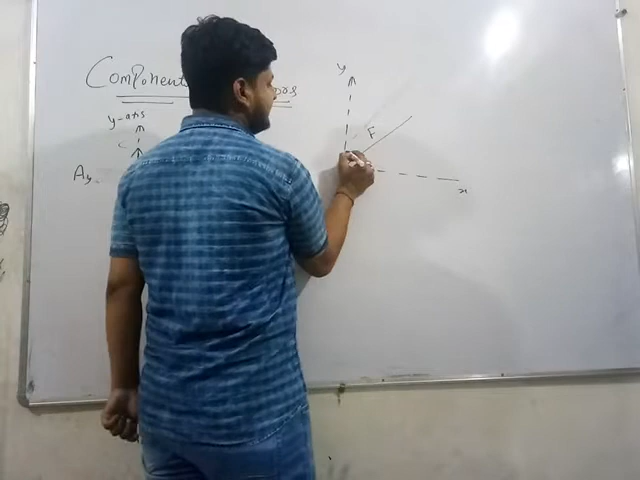 Component
y-axis
Ay
y
F
x